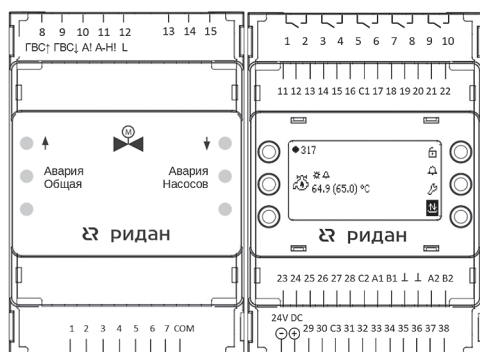 8 9 10 11 12 13 14 15
ГВС↑ ГВС↓ А! А-Н! L
М
Авария
Общая
Авария
Насосов
ридан
1 2 3 4 5 6 7 COM
1 2 3 4 5 6 7 8 9 10
11 12 13 14 15 16 C1 17 18 19 20 21 22
317
64.9 (65.0) °C
ридан
23 24 25 26 27 28 C2 A1 B1 ⊥ ⊥ A2 B2
24V DC
29 30 C3 31 32 33 34 35 36 37 38